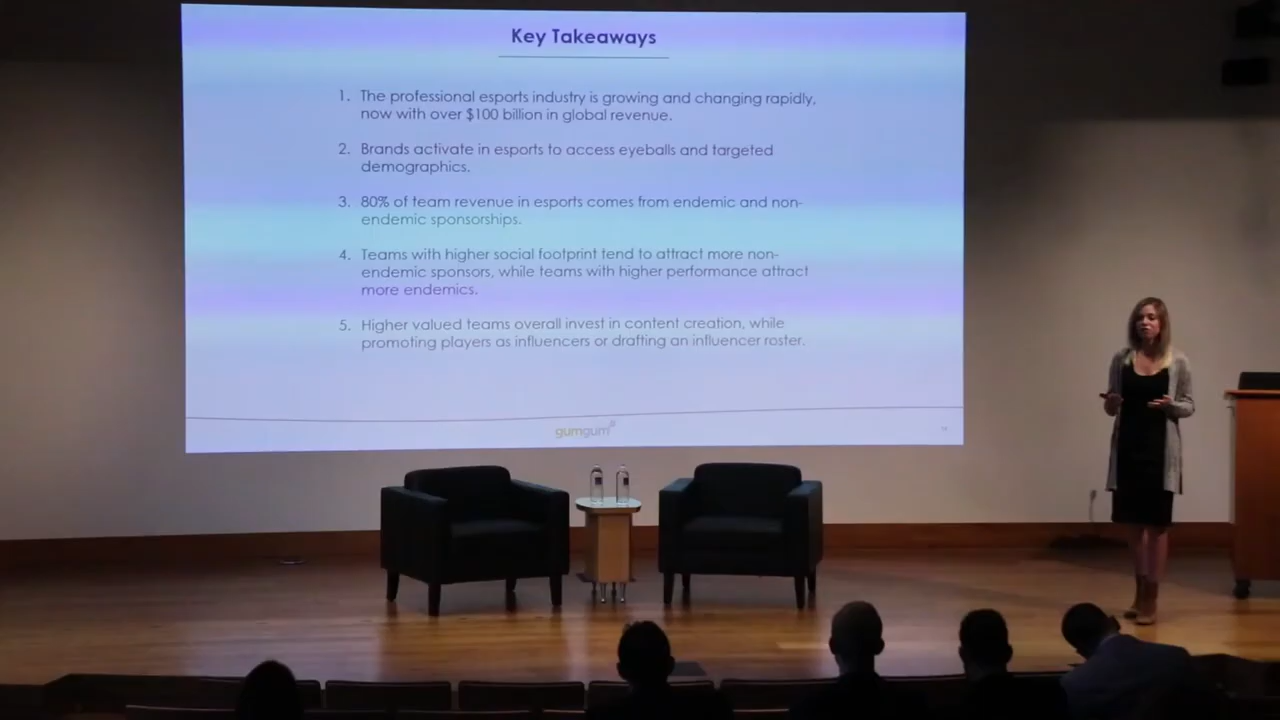 Key Takeaways
1. The professional esports industry is growing and changing rapidly,
now with over $100 billion in global revenue.
2. Brands activate in esports to access eyeballs and targeted
demographics.
3. 80% of team revenue in esports comes from endemic and non-
endemic sponsorships.
4. Teams with higher social footprint tend to attract more non-
endemic sponsors, while teams with higher performance attract
more endemics.
5. Higher valued teams overall invest in content creation, while
promoting players as influencers or drafting an influencer roster.
gumgum